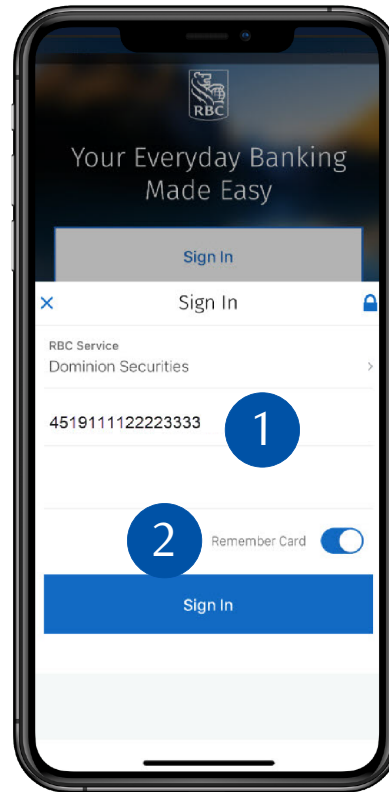 RBC
Your Everyday Banking
Made Easy
Sign In
Sign In
RBC Service
Dominion Securities
4519111122223333
1
2
Remember Card
Sign In